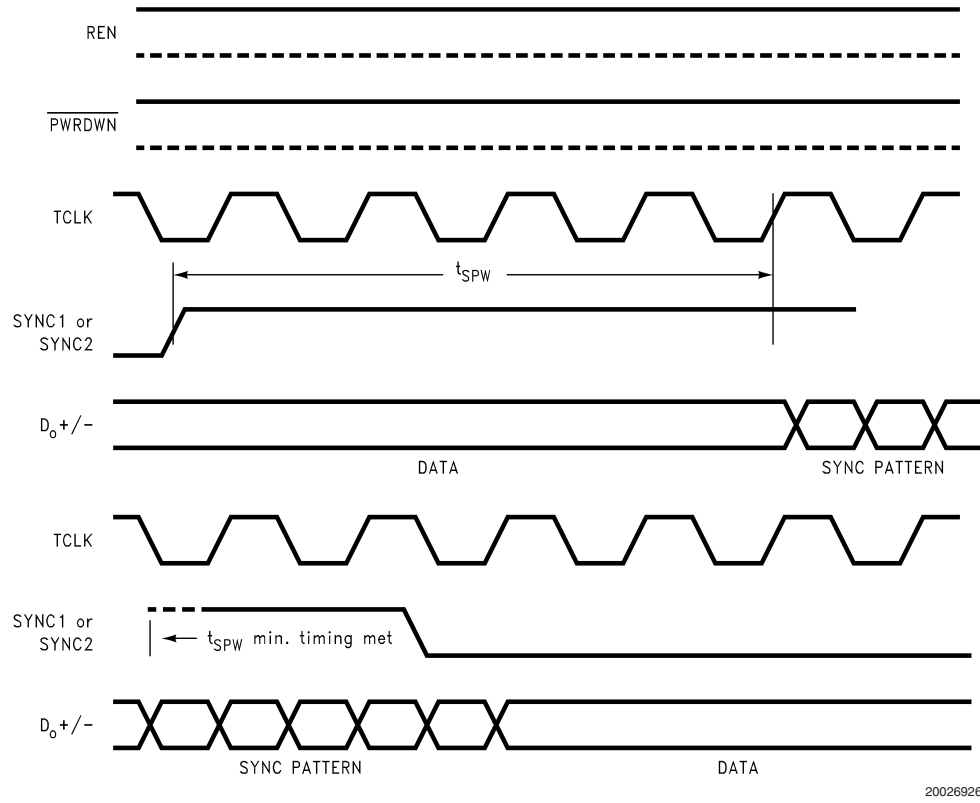 REN
PWRDWN
TCLK
tSPW
SYNC1 or
SYNC2
Do+/-
DATA
SYNC PATTERN
TCLK
SYNC1 or
SYNC2
tSPW min. timing met
Do+/-
SYNC PATTERN
DATA
20026926